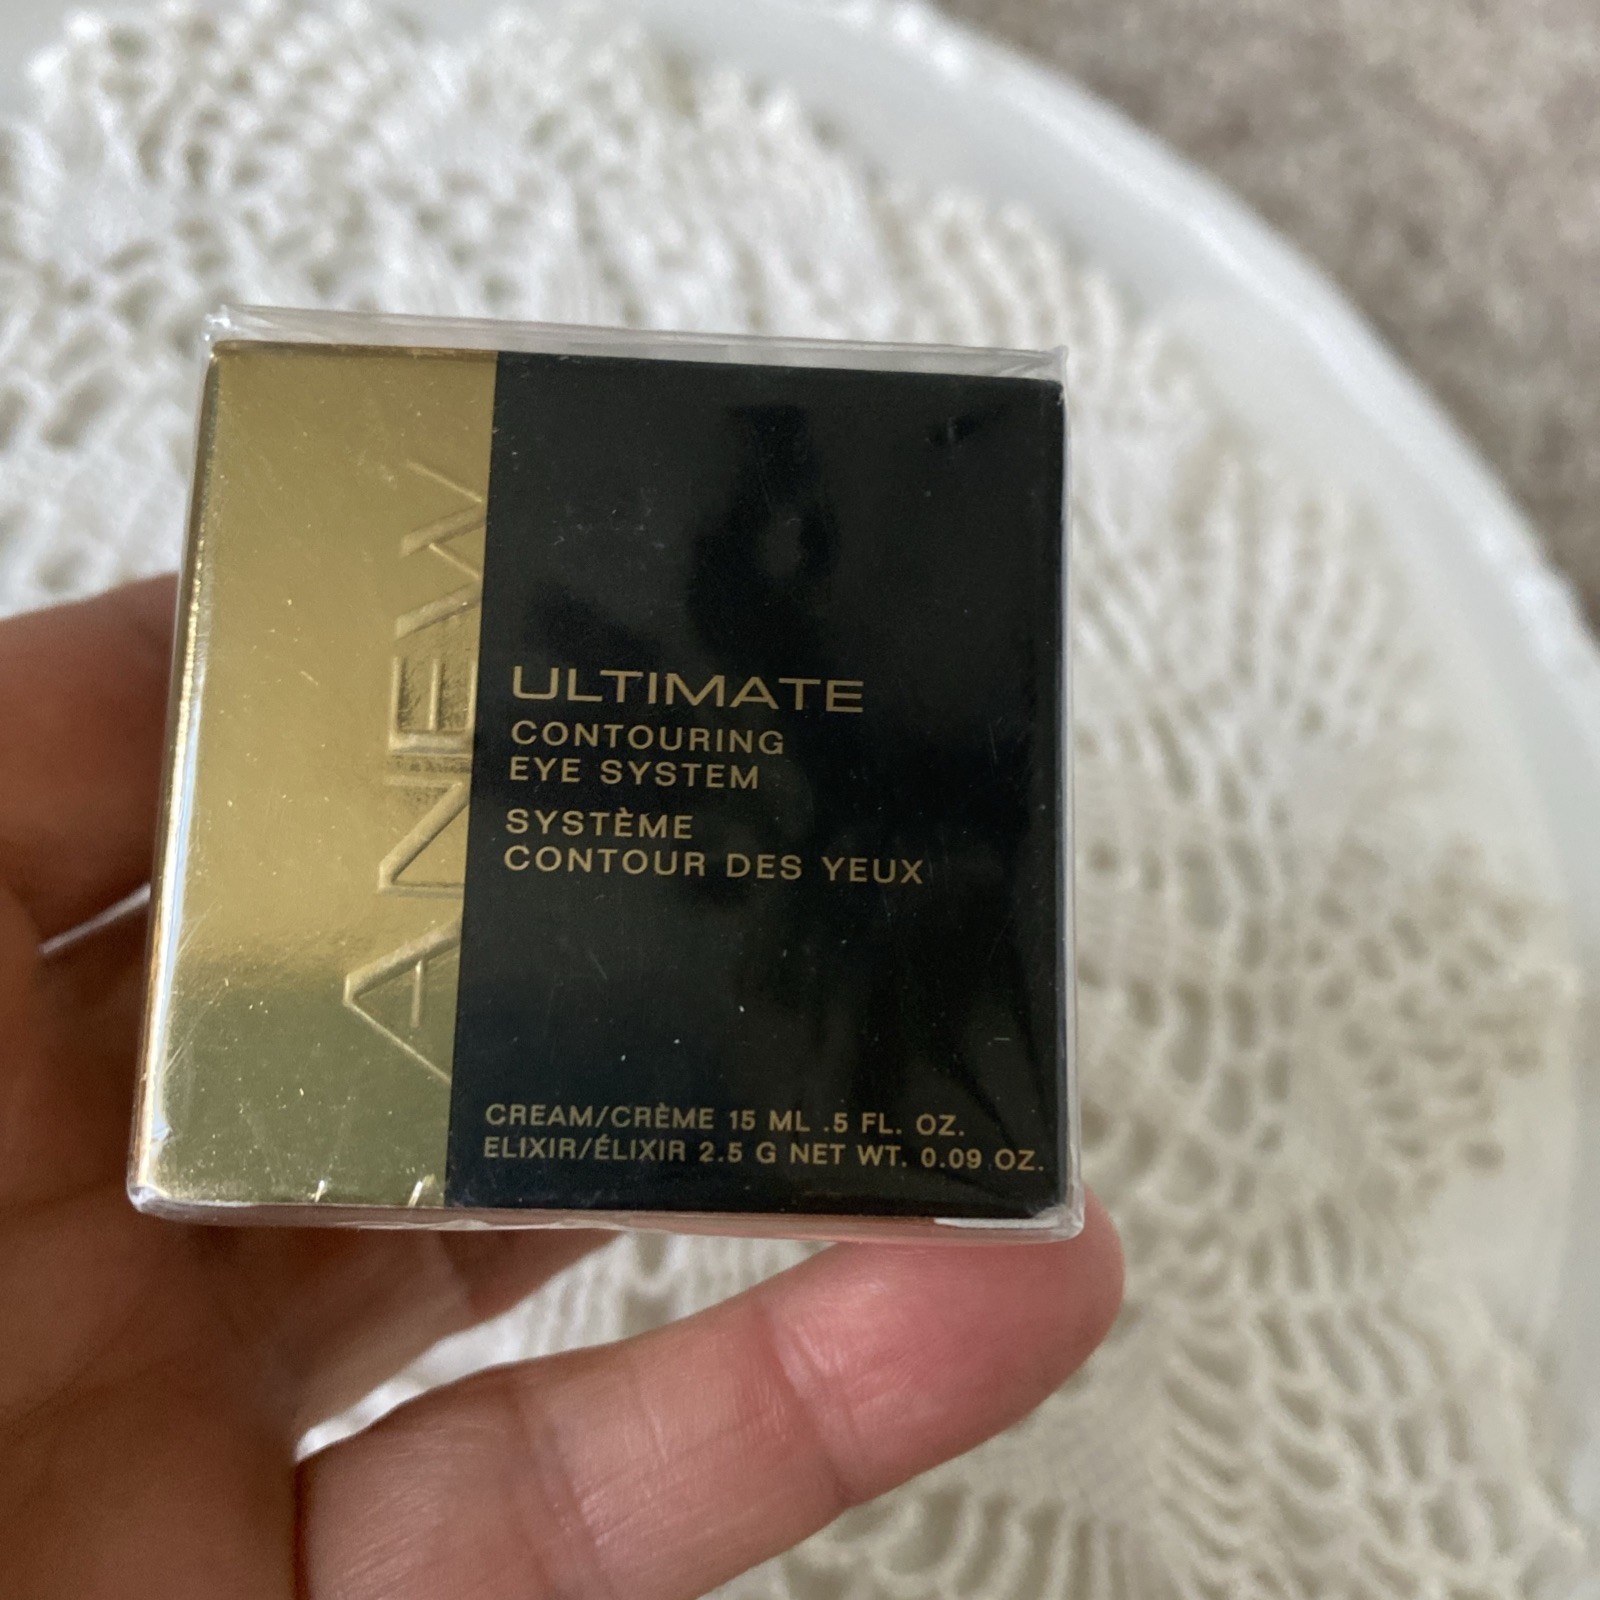 ANEW
ULTIMATE
CONTOURING
EYE SYSTEM
SYSTÈME
CONTOUR DES YEUX
CREAM/CRÈME 15 ML .5 FL. OZ.
ELIXIR/ÉLIXIR 2.5 G NET WT. 0.09 OZ.